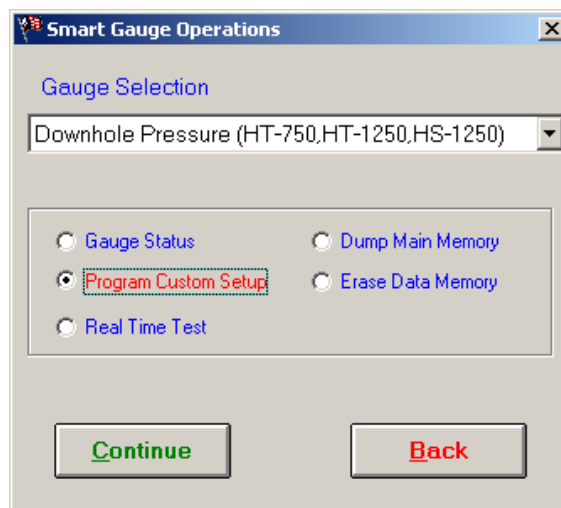 Smart Gauge Operations
Gauge Selection
Downhole Pressure (HT-750,HT-1250,HS-1250)
Gauge Status
Dump Main Memory
Program Custom Setup
Erase Data Memory
Real Time Test
Continue
Back